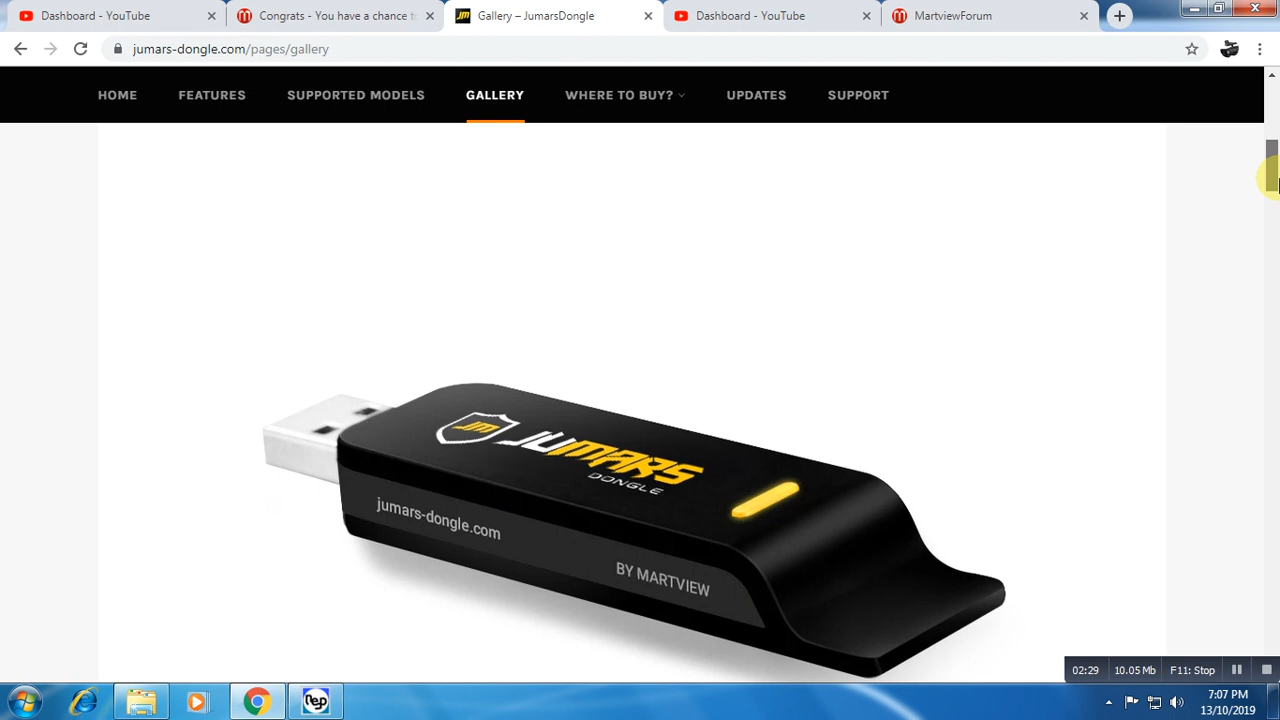 Dashboard - YouTube
Congrats - You have a chance t
Gallery – JumarsDongle
Dashboard - YouTube
MartviewForum
jumars-dongle.com/pages/gallery
HOME
FEATURES
SUPPORTED MODELS
GALLERY
WHERE TO BUY?
UPDATES
SUPPORT
JM JUMARS
DONGLE
jumars-dongle.com
BY MARTVIEW
02:29
10.05 Mb
F11: Stop
nep
7:07 PM
13/10/2019